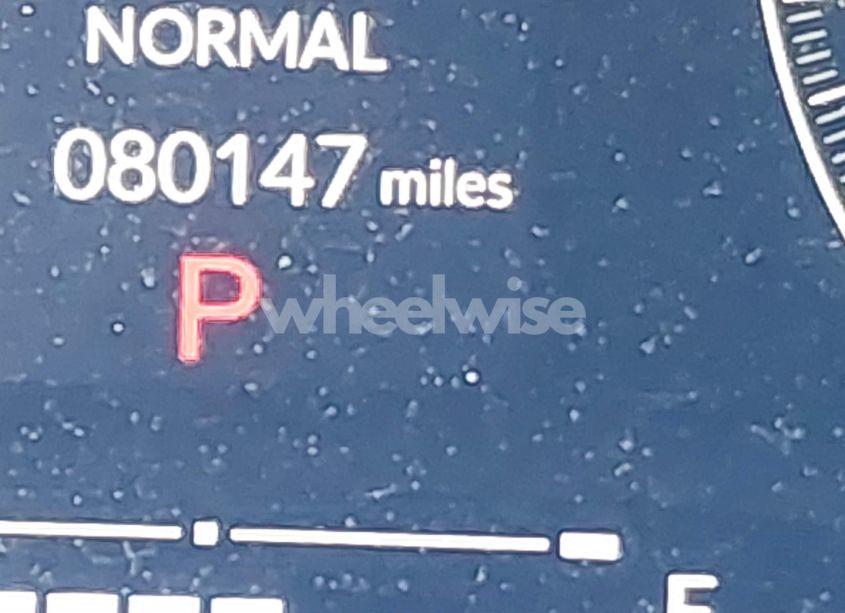 NORMAL
080147 miles
P
wheelwise